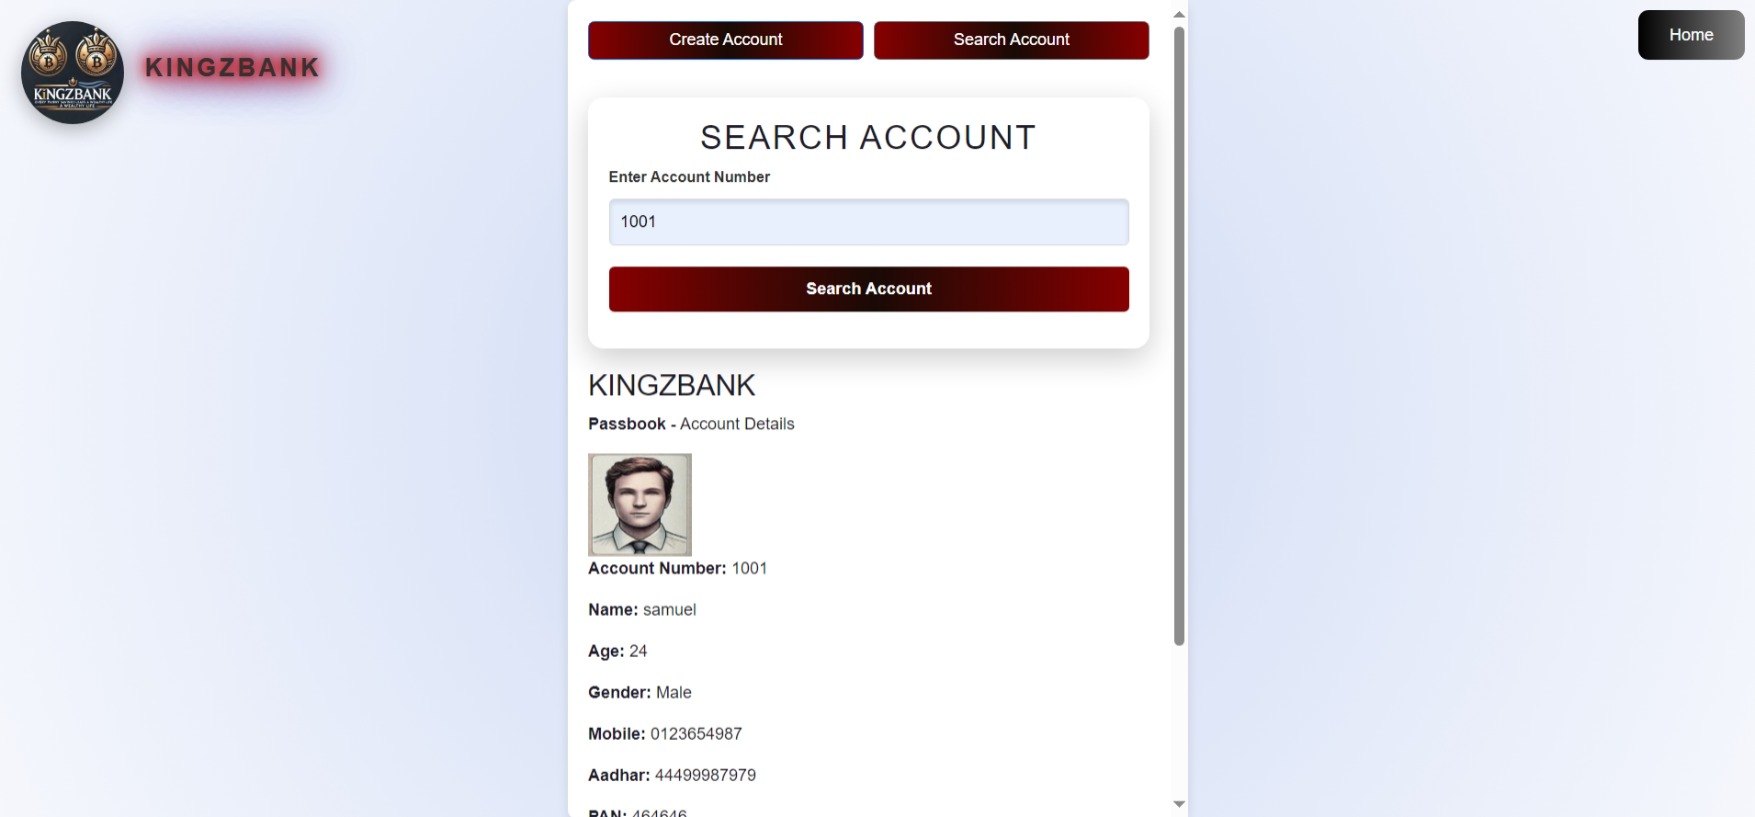 KINGZBANK
KINGZBANK
Create Account
Search Account
Home
SEARCH ACCOUNT
Enter Account Number
1001
Search Account
KINGZBANK
Passbook - Account Details
Account Number: 1001
Name: samuel
Age: 24
Gender: Male
Mobile: 0123654987
Aadhar: 44499987979
PAN: 464646